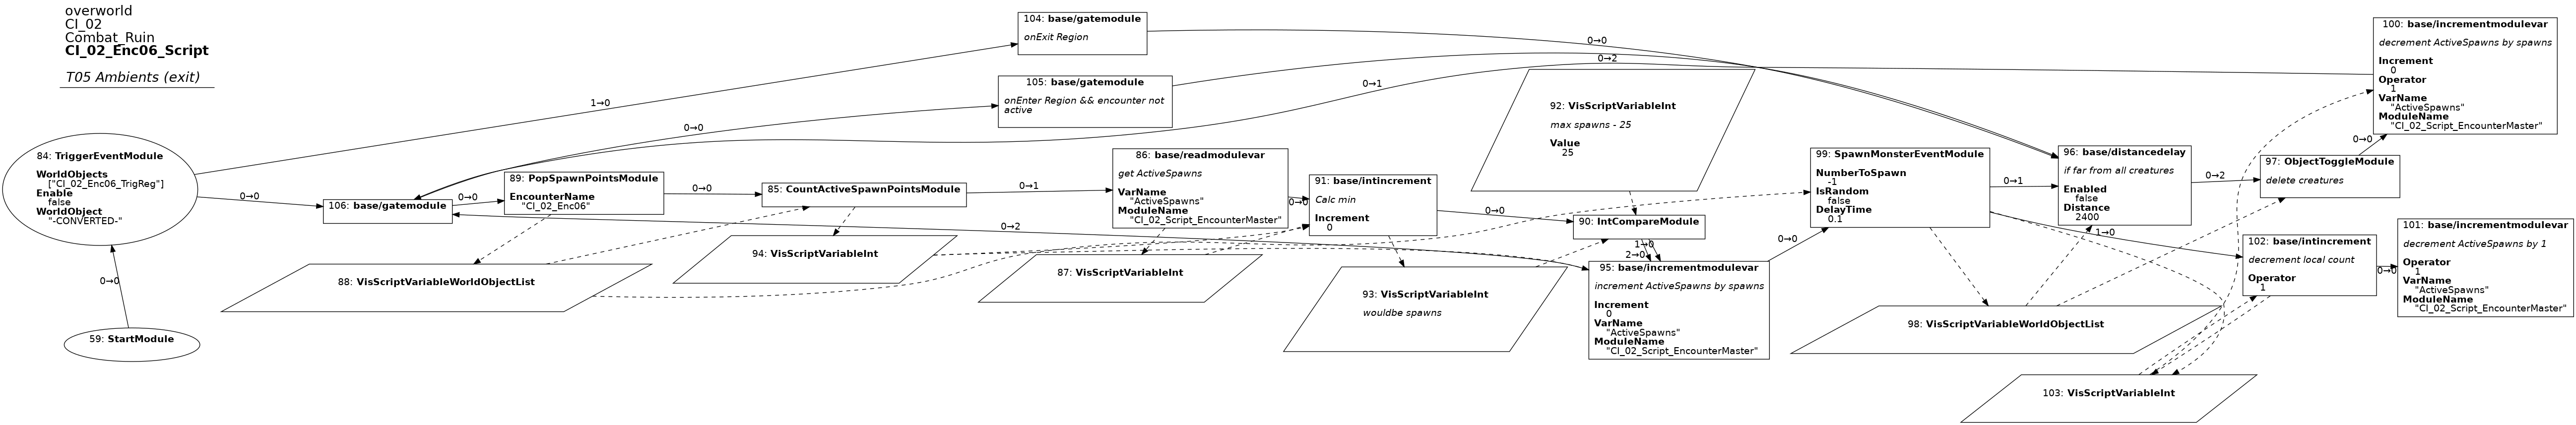 overworld
CI_02
Combat_Ruin
CI_02_Enc06_Script
T05 Ambients (exit)
84: TriggerEventModule
WorldObjects
["CI_02_Enc06_TrigReg"]
Enable
false
WorldObject
"-CONVERTED-"
59: StartModule
0→0
0→0
1→0
106: base/gatemodule
0→0
0→0
89: PopSpawnPointsModule
EncounterName
"CI_02_Enc06"
0→0
88: VisScriptVariableWorldObjectList
85: CountActiveSpawnPointsModule
0→1
94: VisScriptVariableInt
104: base/gatemodule
onExit Region
0→0
105: base/gatemodule
onEnter Region && encounter not
active
0→2
0→1
86: base/readmodulevar
get ActiveSpawns
VarName
"ActiveSpawns"
ModuleName
"CI_02_Script_EncounterMaster"
0→0
0→2
87: VisScriptVariableInt
91: base/intincrement
Calc min
Increment
0
0→0
93: VisScriptVariableInt
wouldbe spawns
92: VisScriptVariableInt
max spawns - 25
Value
25
90: IntCompareModule
1→0
2→0
95: base/incrementmodulevar
increment ActiveSpawns by spawns
Increment
0
VarName
"ActiveSpawns"
ModuleName
"CI_02_Script_EncounterMaster"
0→0
99: SpawnMonsterEventModule
NumberToSpawn
-1
IsRandom
false
DelayTime
0.1
0→1
1→0
98: VisScriptVariableWorldObjectList
96: base/distancedelay
if far from all creatures
Enabled
false
Distance
2400
0→2
97: ObjectToggleModule
delete creatures
0→0
100: base/incrementmodulevar
decrement ActiveSpawns by spawns
Increment
0
Operator
1
VarName
"ActiveSpawns"
ModuleName
"CI_02_Script_EncounterMaster"
102: base/intincrement
decrement local count
Operator
1
0→0
101: base/incrementmodulevar
decrement ActiveSpawns by 1
Operator
1
VarName
"ActiveSpawns"
ModuleName
"CI_02_Script_EncounterMaster"
103: VisScriptVariableInt